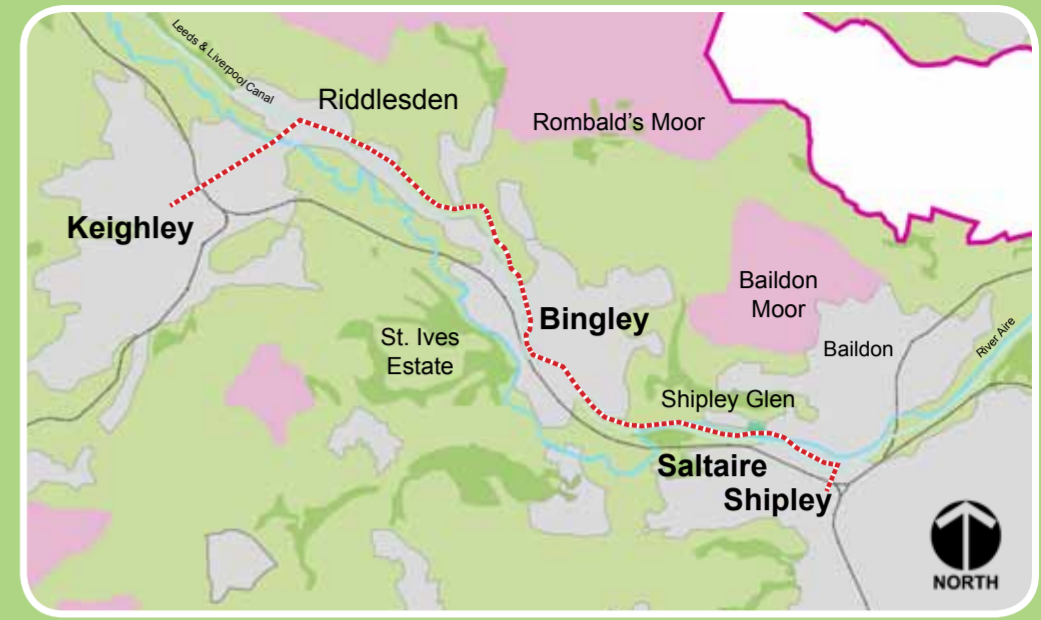 Leeds & Liverpool Canal
Riddlesden
Rombald's Moor
Keighley
Baildon
Moor
Bingley
St. Ives
Estate
Baildon
River Aire
Shipley Glen
Saltaire
Shipley
NORTH